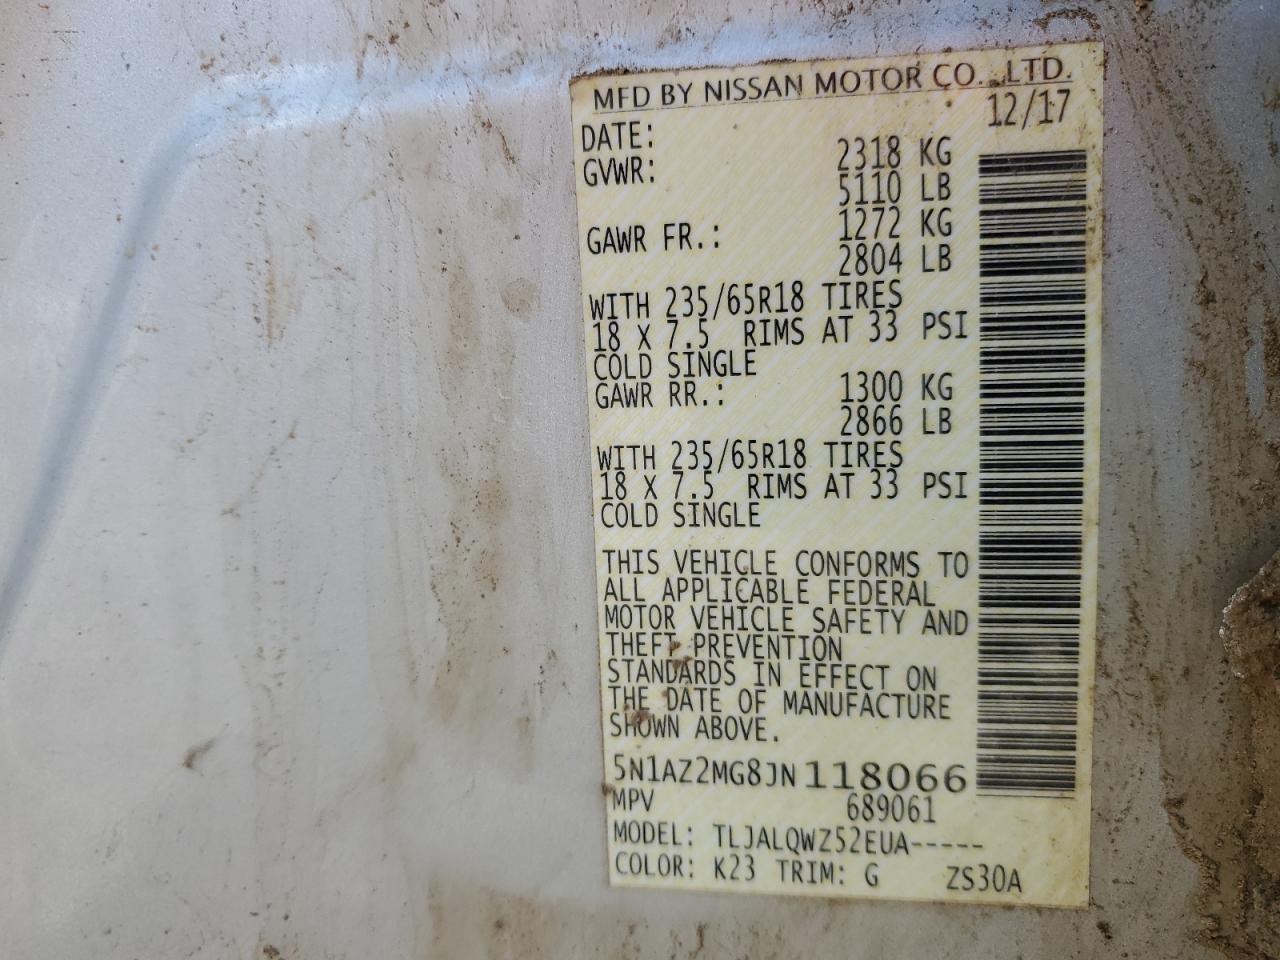 MFD BY NISSAN MOTOR CO., LTD.
DATE: 12/17
GVWR: 2318 KG
5110 LB
GAWR FR.: 1272 KG
2804 LB
WITH 235/65R18 TIRES
18 X 7.5 RIMS AT 33 PSI
COLD SINGLE
GAWR RR.: 1300 KG
2866 LB
WITH 235/65R18 TIRES
18 X 7.5 RIMS AT 33 PSI
COLD SINGLE
THIS VEHICLE CONFORMS TO
ALL APPLICABLE FEDERAL
MOTOR VEHICLE SAFETY AND
THEFT PREVENTION
STANDARDS IN EFFECT ON
THE DATE OF MANUFACTURE
SHOWN ABOVE.
5N1AZ2MG8JN118066
MPV 689061
MODEL: TLJALQWZ52EUA-----
COLOR: K23 TRIM: G ZS30A